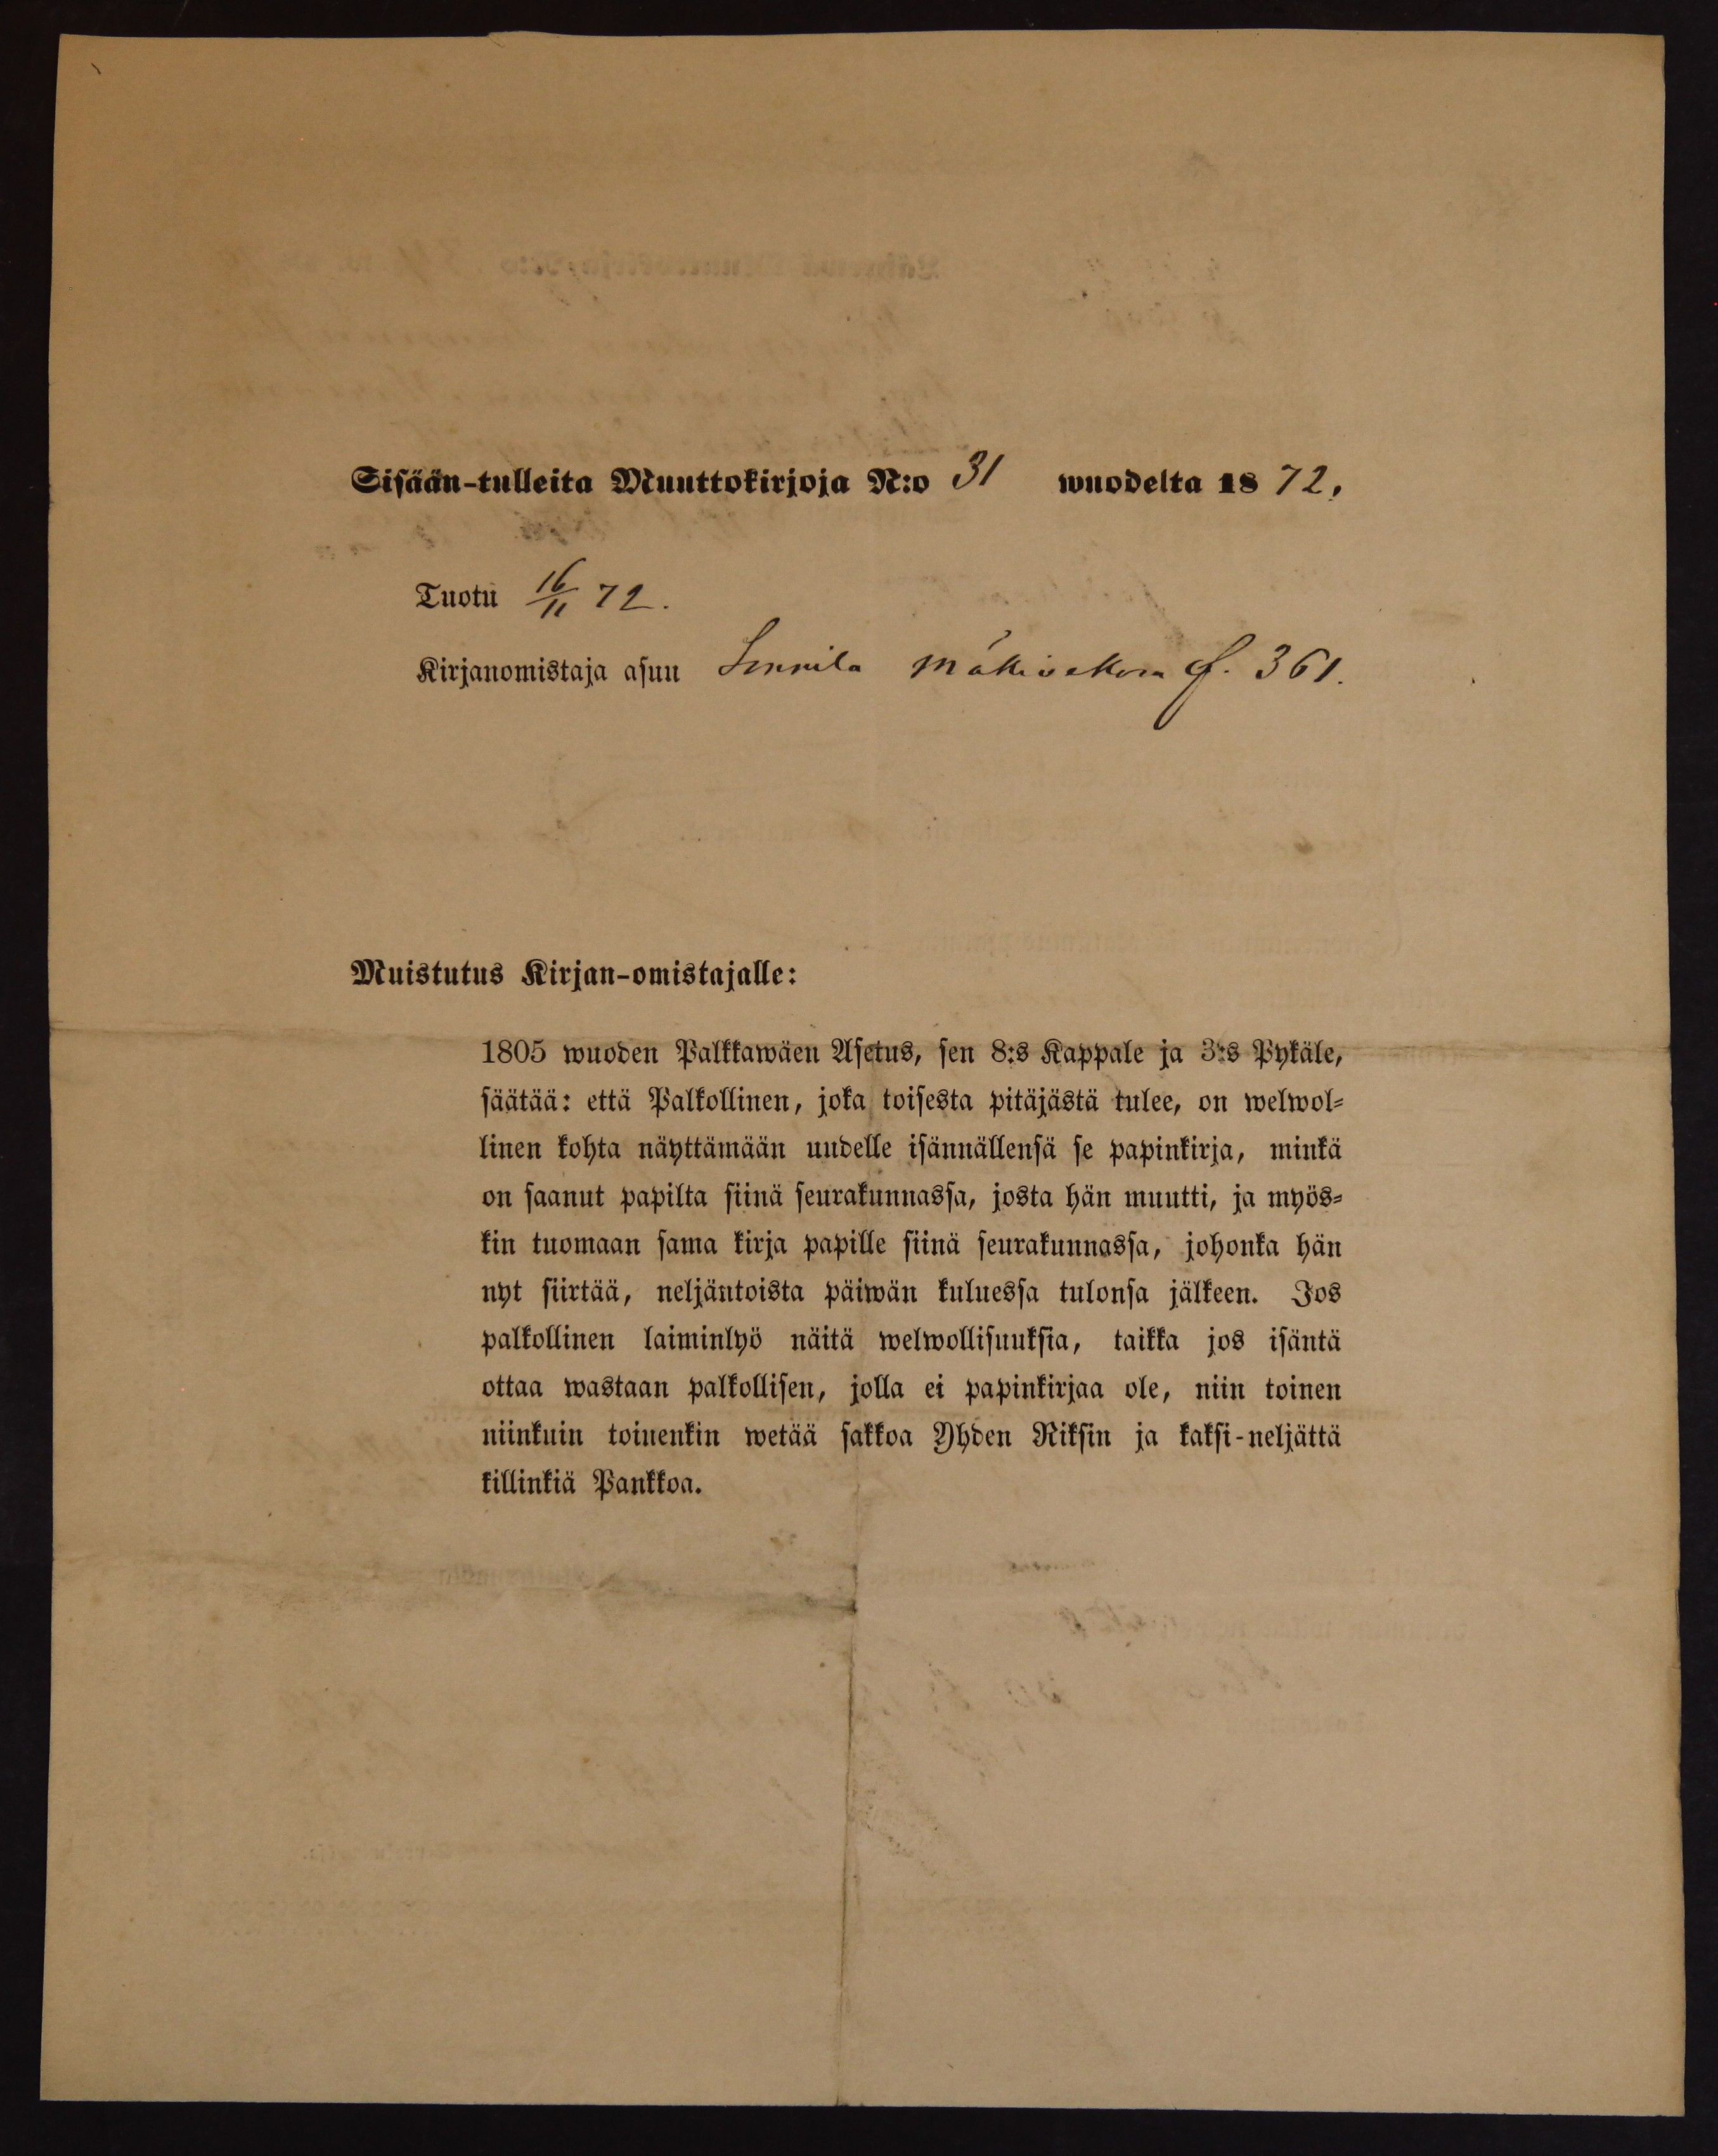 Sisään-tulleita Muuttokirjoja N:o 31 wuodelta 1872.
Tuotu 16/11 72.
Kirjanomistaja asuu f. 361.
Muistutus Kirjan-omistajalle:
1805 wuoden Palkkawäen Asetus, sen 8:s Kappale ja 3:s Pykäle,
säätää: että Palkollinen, joka toisesta pitäjästä tulee, on welwol-
linen kohta näyttämään uudelle isännällensä se papinkirja, minkä
on saanut papilta siinä seurakunnassa, josta hän muutti, ja myös-
kin tuomaan sama kirja papille siinä seurakunnassa, johonka hän
nyt siirtää, neljäntoista päiwän kuluessa tulonsa jälkeen. Jos
palkollinen laiminlyö näitä welwollisuuksia, taikka jos isäntä
ottaa wastaan palkollisen, jolla ei papinkirjaa ole, niin toinen
niinkuin toinenkin wetää sakkoa Yhden Riksin ja kaksi-neljättä
killinkiä Pankkoa.